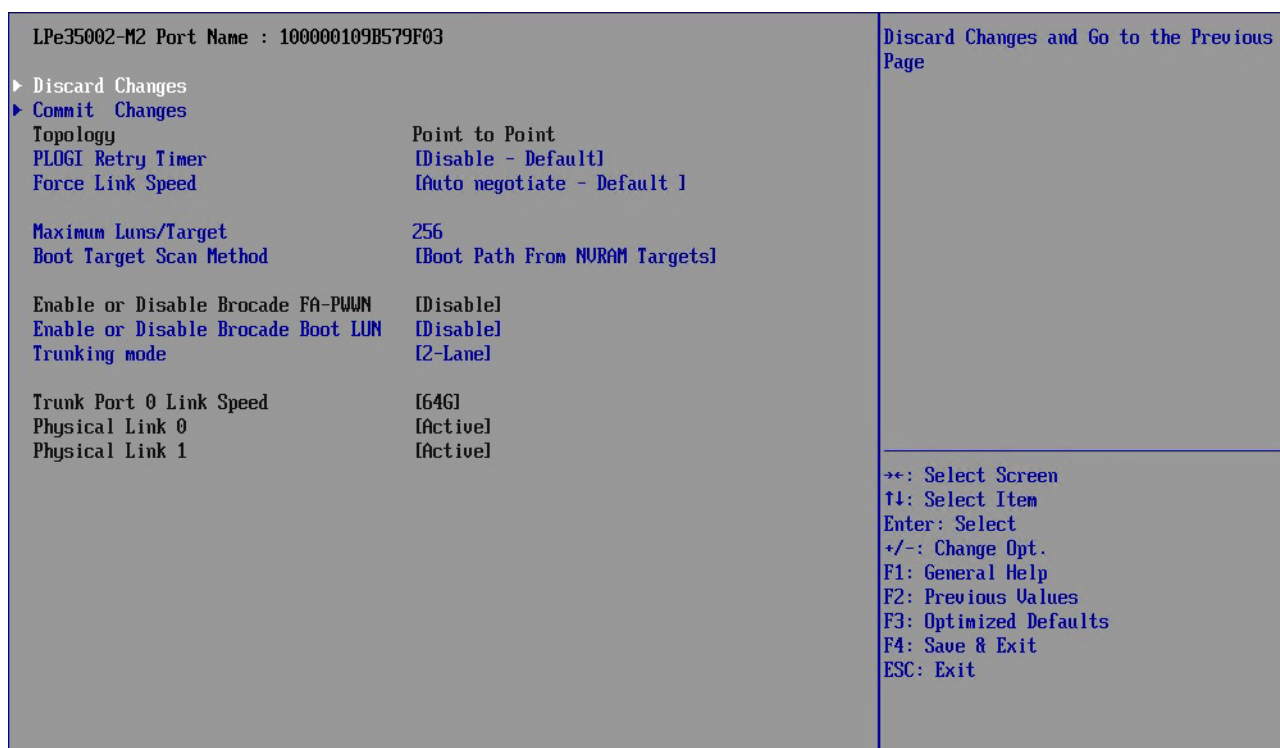 LPe35002-M2 Port Name : 100000109B579F03
▶ Discard Changes
▶ Commit  Changes
Topology Point to Point
PLOGI Retry Timer [Disable - Default]
Force Link Speed [Auto negotiate - Default ]
Maximum Luns/Target 256
Boot Target Scan Method [Boot Path From NVRAM Targets]
Enable or Disable Brocade FA-PWWN [Disable]
Enable or Disable Brocade Boot LUN [Disable]
Trunking mode [2-Lane]
Trunk Port 0 Link Speed [64G]
Physical Link 0 [Active]
Physical Link 1 [Active]
Discard Changes and Go to the Previous
Page
→←: Select Screen
↑↓: Select Item
Enter: Select
+/-: Change Opt.
F1: General Help
F2: Previous Values
F3: Optimized Defaults
F4: Save & Exit
ESC: Exit